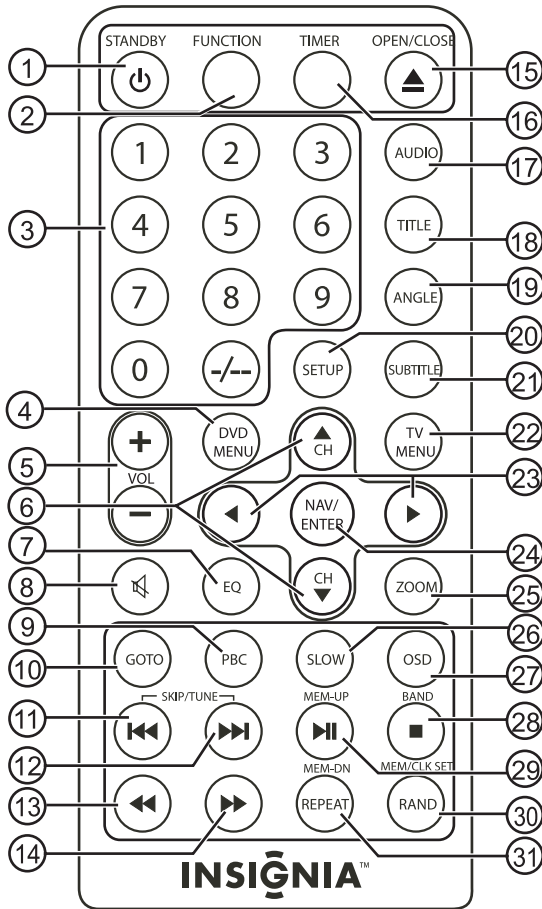 STANDBY FUNCTION TIMER OPEN/CLOSE
1 15
2 16
1 2 3 AUDIO 17
3 4 5 6 TITLE 18
7 8 9 ANGLE 19
20
0 -/-- SETUP SUBTITLE 21
4 DVD MENU CH TV MENU 22
5 + VOL −
6 23
NAV/ENTER
7 24
8 EQ CH ZOOM 25
9 26
10 GOTO PBC SLOW OSD 27
SKIP/TUNE MEM-UP BAND
11 28
12 29
MEM-DN MEM/CLK SET
13 REPEAT RAND 30
14 31
INSIGNIA™